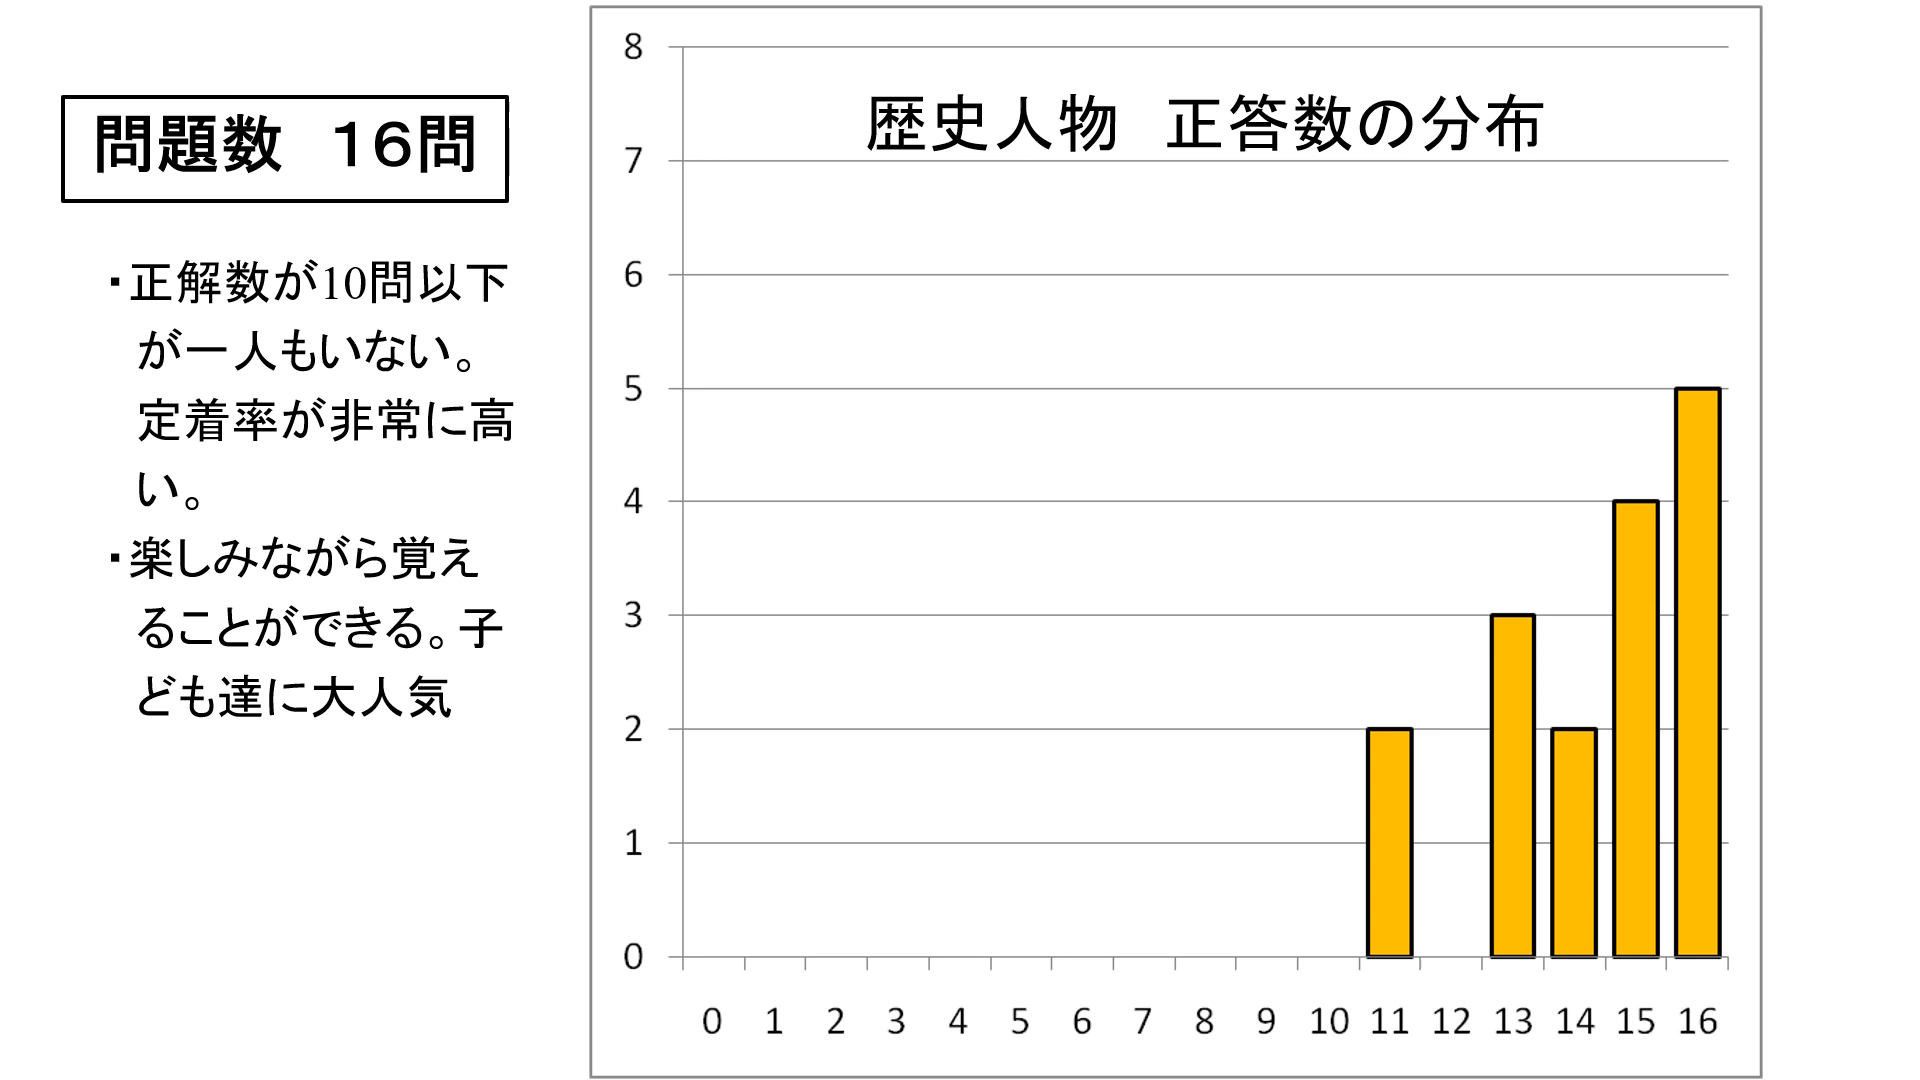 問題数　１６問
・正解数が10問以下
が一人もいない。
定着率が非常に高
い。
・楽しみながら覚え
ることができる。子
ども達に大人気
歴史人物　正答数の分布
8
7
6
5
4
3
2
1
0
0 1 2 3 4 5 6 7 8 9 10 11 12 13 14 15 16